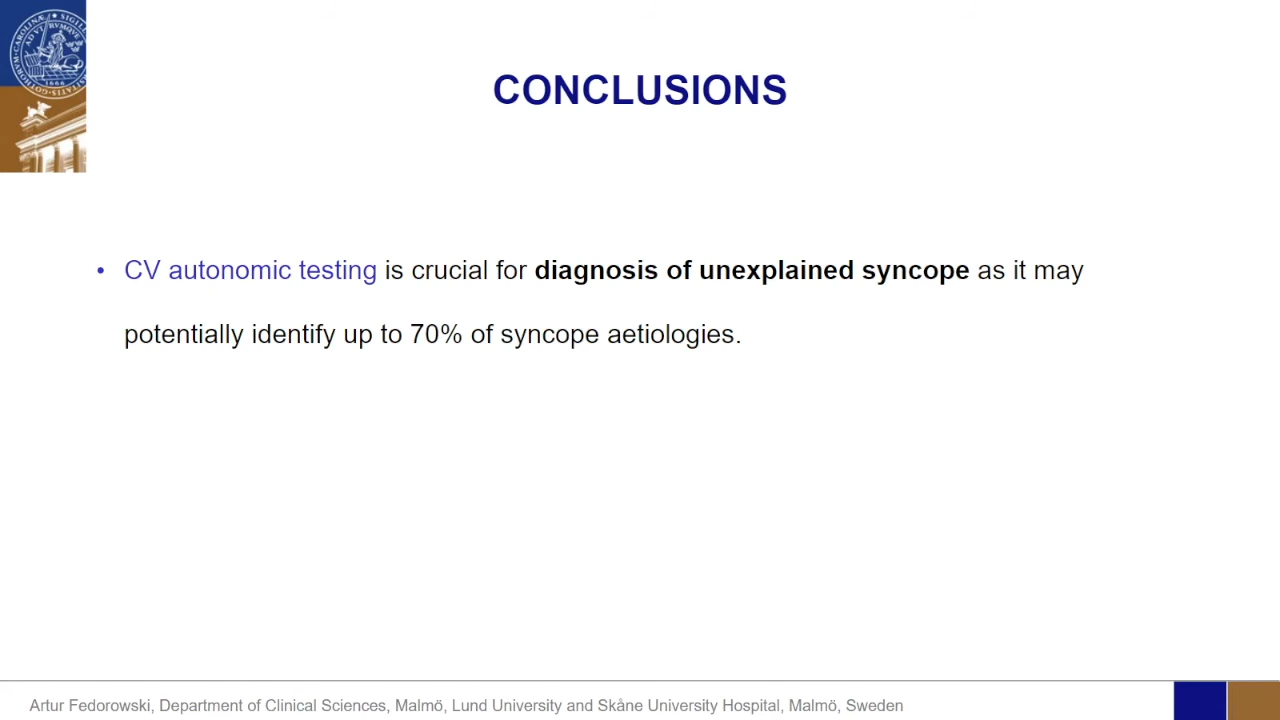 CONCLUSIONS
• CV autonomic testing is crucial for diagnosis of unexplained syncope as it may
potentially identify up to 70% of syncope aetiologies.
Artur Fedorowski, Department of Clinical Sciences, Malmö, Lund University and Skåne University Hospital, Malmö, Sweden